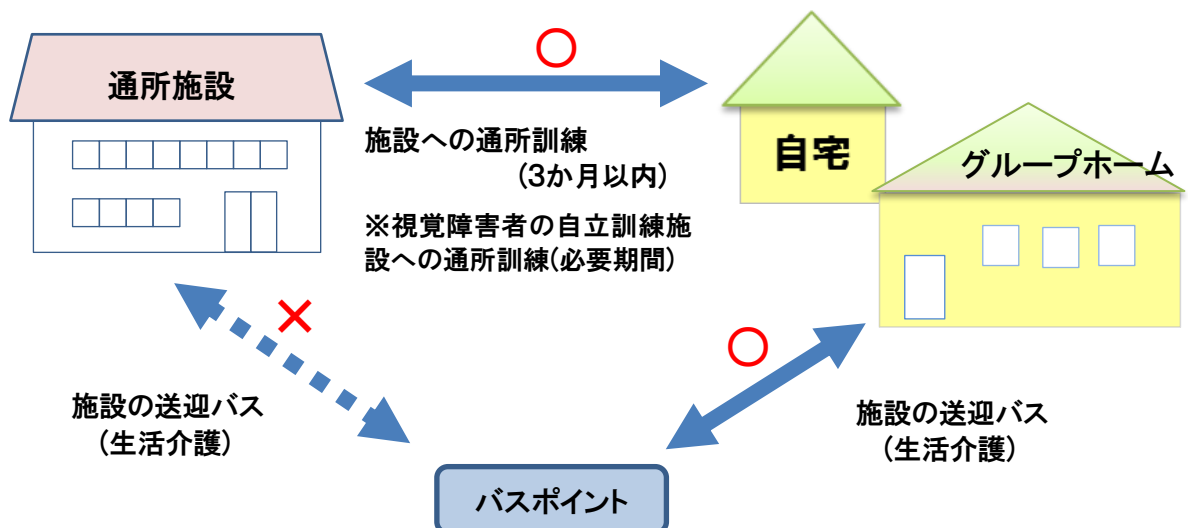 通所施設
〇
施設への通所訓練
(3か月以内)
※視覚障害者の自立訓練施
設への通所訓練(必要期間)
自宅
グループホーム
×
施設の送迎バス
(生活介護)
〇
施設の送迎バス
(生活介護)
バスポイント